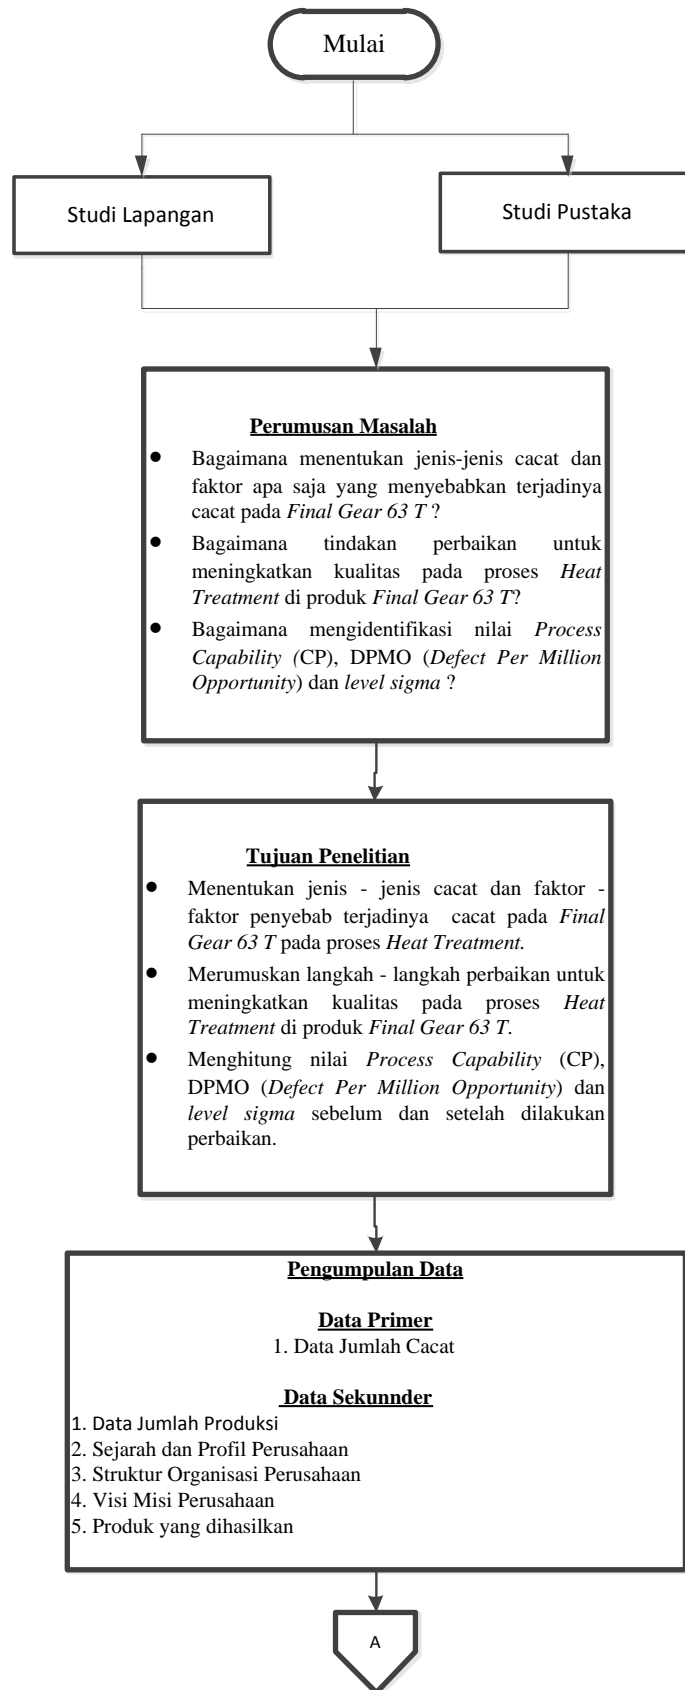 Mulai
Studi Lapangan
Studi Pustaka
Perumusan Masalah
● Bagaimana menentukan jenis-jenis cacat dan
faktor apa saja yang menyebabkan terjadinya
cacat pada Final Gear 63 T ?
● Bagaimana tindakan perbaikan untuk
meningkatkan kualitas pada proses Heat
Treatment di produk Final Gear 63 T?
● Bagaimana mengidentifikasi nilai Process
Capability (CP), DPMO (Defect Per Million
Opportunity) dan level sigma ?
Tujuan Penelitian
● Menentukan jenis - jenis cacat dan faktor -
faktor penyebab terjadinya cacat pada Final
Gear 63 T pada proses Heat Treatment.
● Merumuskan langkah - langkah perbaikan untuk
meningkatkan kualitas pada proses Heat
Treatment di produk Final Gear 63 T.
● Menghitung nilai Process Capability (CP),
DPMO (Defect Per Million Opportunity) dan
level sigma sebelum dan setelah dilakukan
perbaikan.
Pengumpulan Data
Data Primer
1. Data Jumlah Cacat
Data Sekunnder
1. Data Jumlah Produksi
2. Sejarah dan Profil Perusahaan
3. Struktur Organisasi Perusahaan
4. Visi Misi Perusahaan
5. Produk yang dihasilkan
A